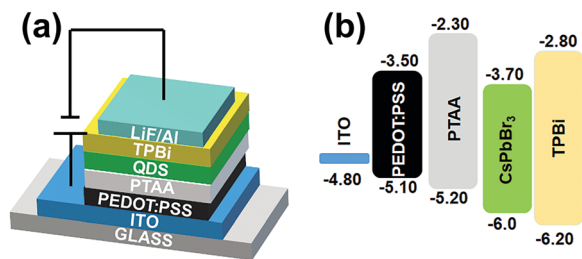 (a)
LiF/Al
TPBi
QDS
PTAA
PEDOT:PSS
ITO
GLASS
(b)
ITO
-4.80
-3.50
PEDOT:PSS
-5.10
-2.30
PTAA
-5.20
-3.70
CsPbBr₃
-6.0
-2.80
TPBi
-6.20